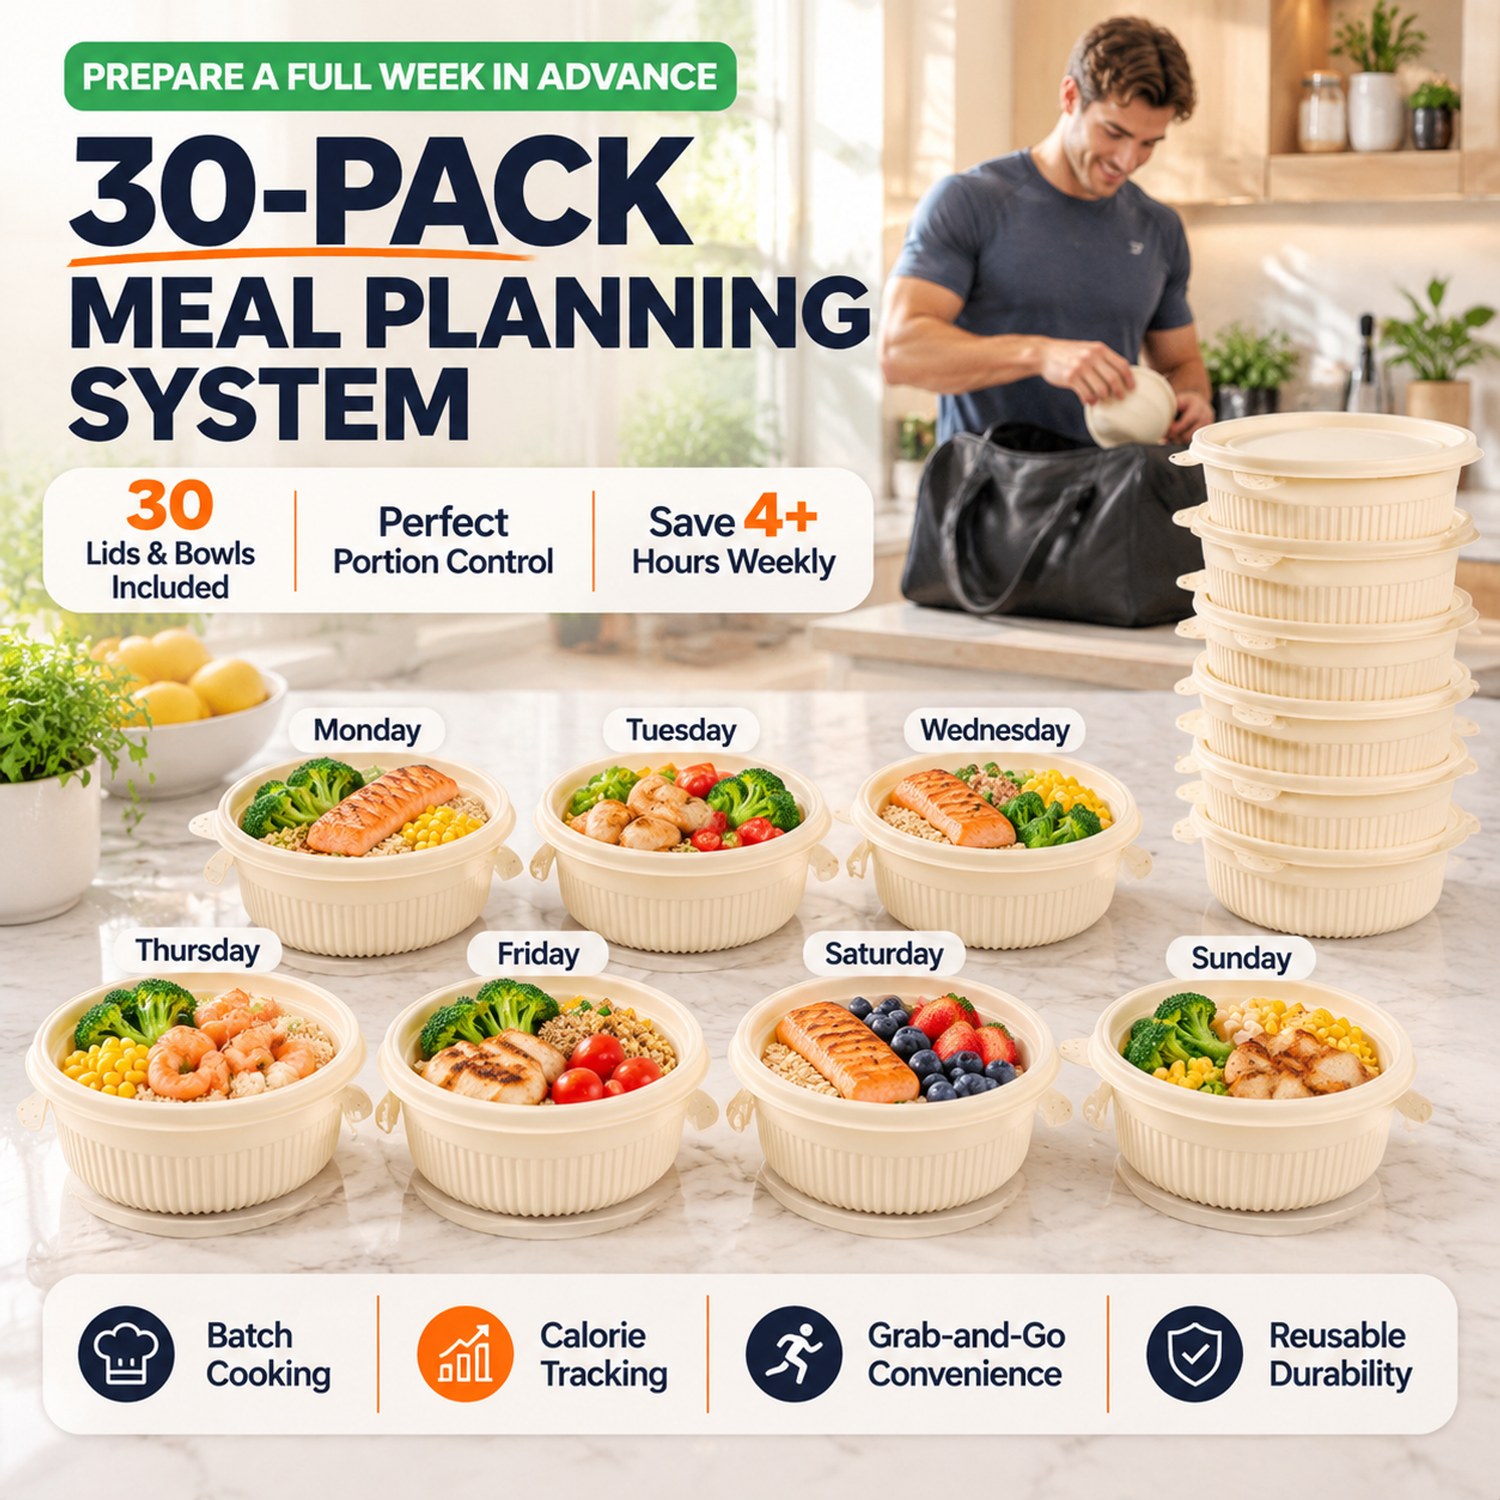 PREPARE A FULL WEEK IN ADVANCE
30-PACK
MEAL PLANNING
SYSTEM
30
Lids & Bowls
Included
Perfect
Portion Control
Save 4+
Hours Weekly
Monday
Tuesday
Wednesday
Thursday
Friday
Saturday
Sunday
Batch
Cooking
Calorie
Tracking
Grab-and-Go
Convenience
Reusable
Durability